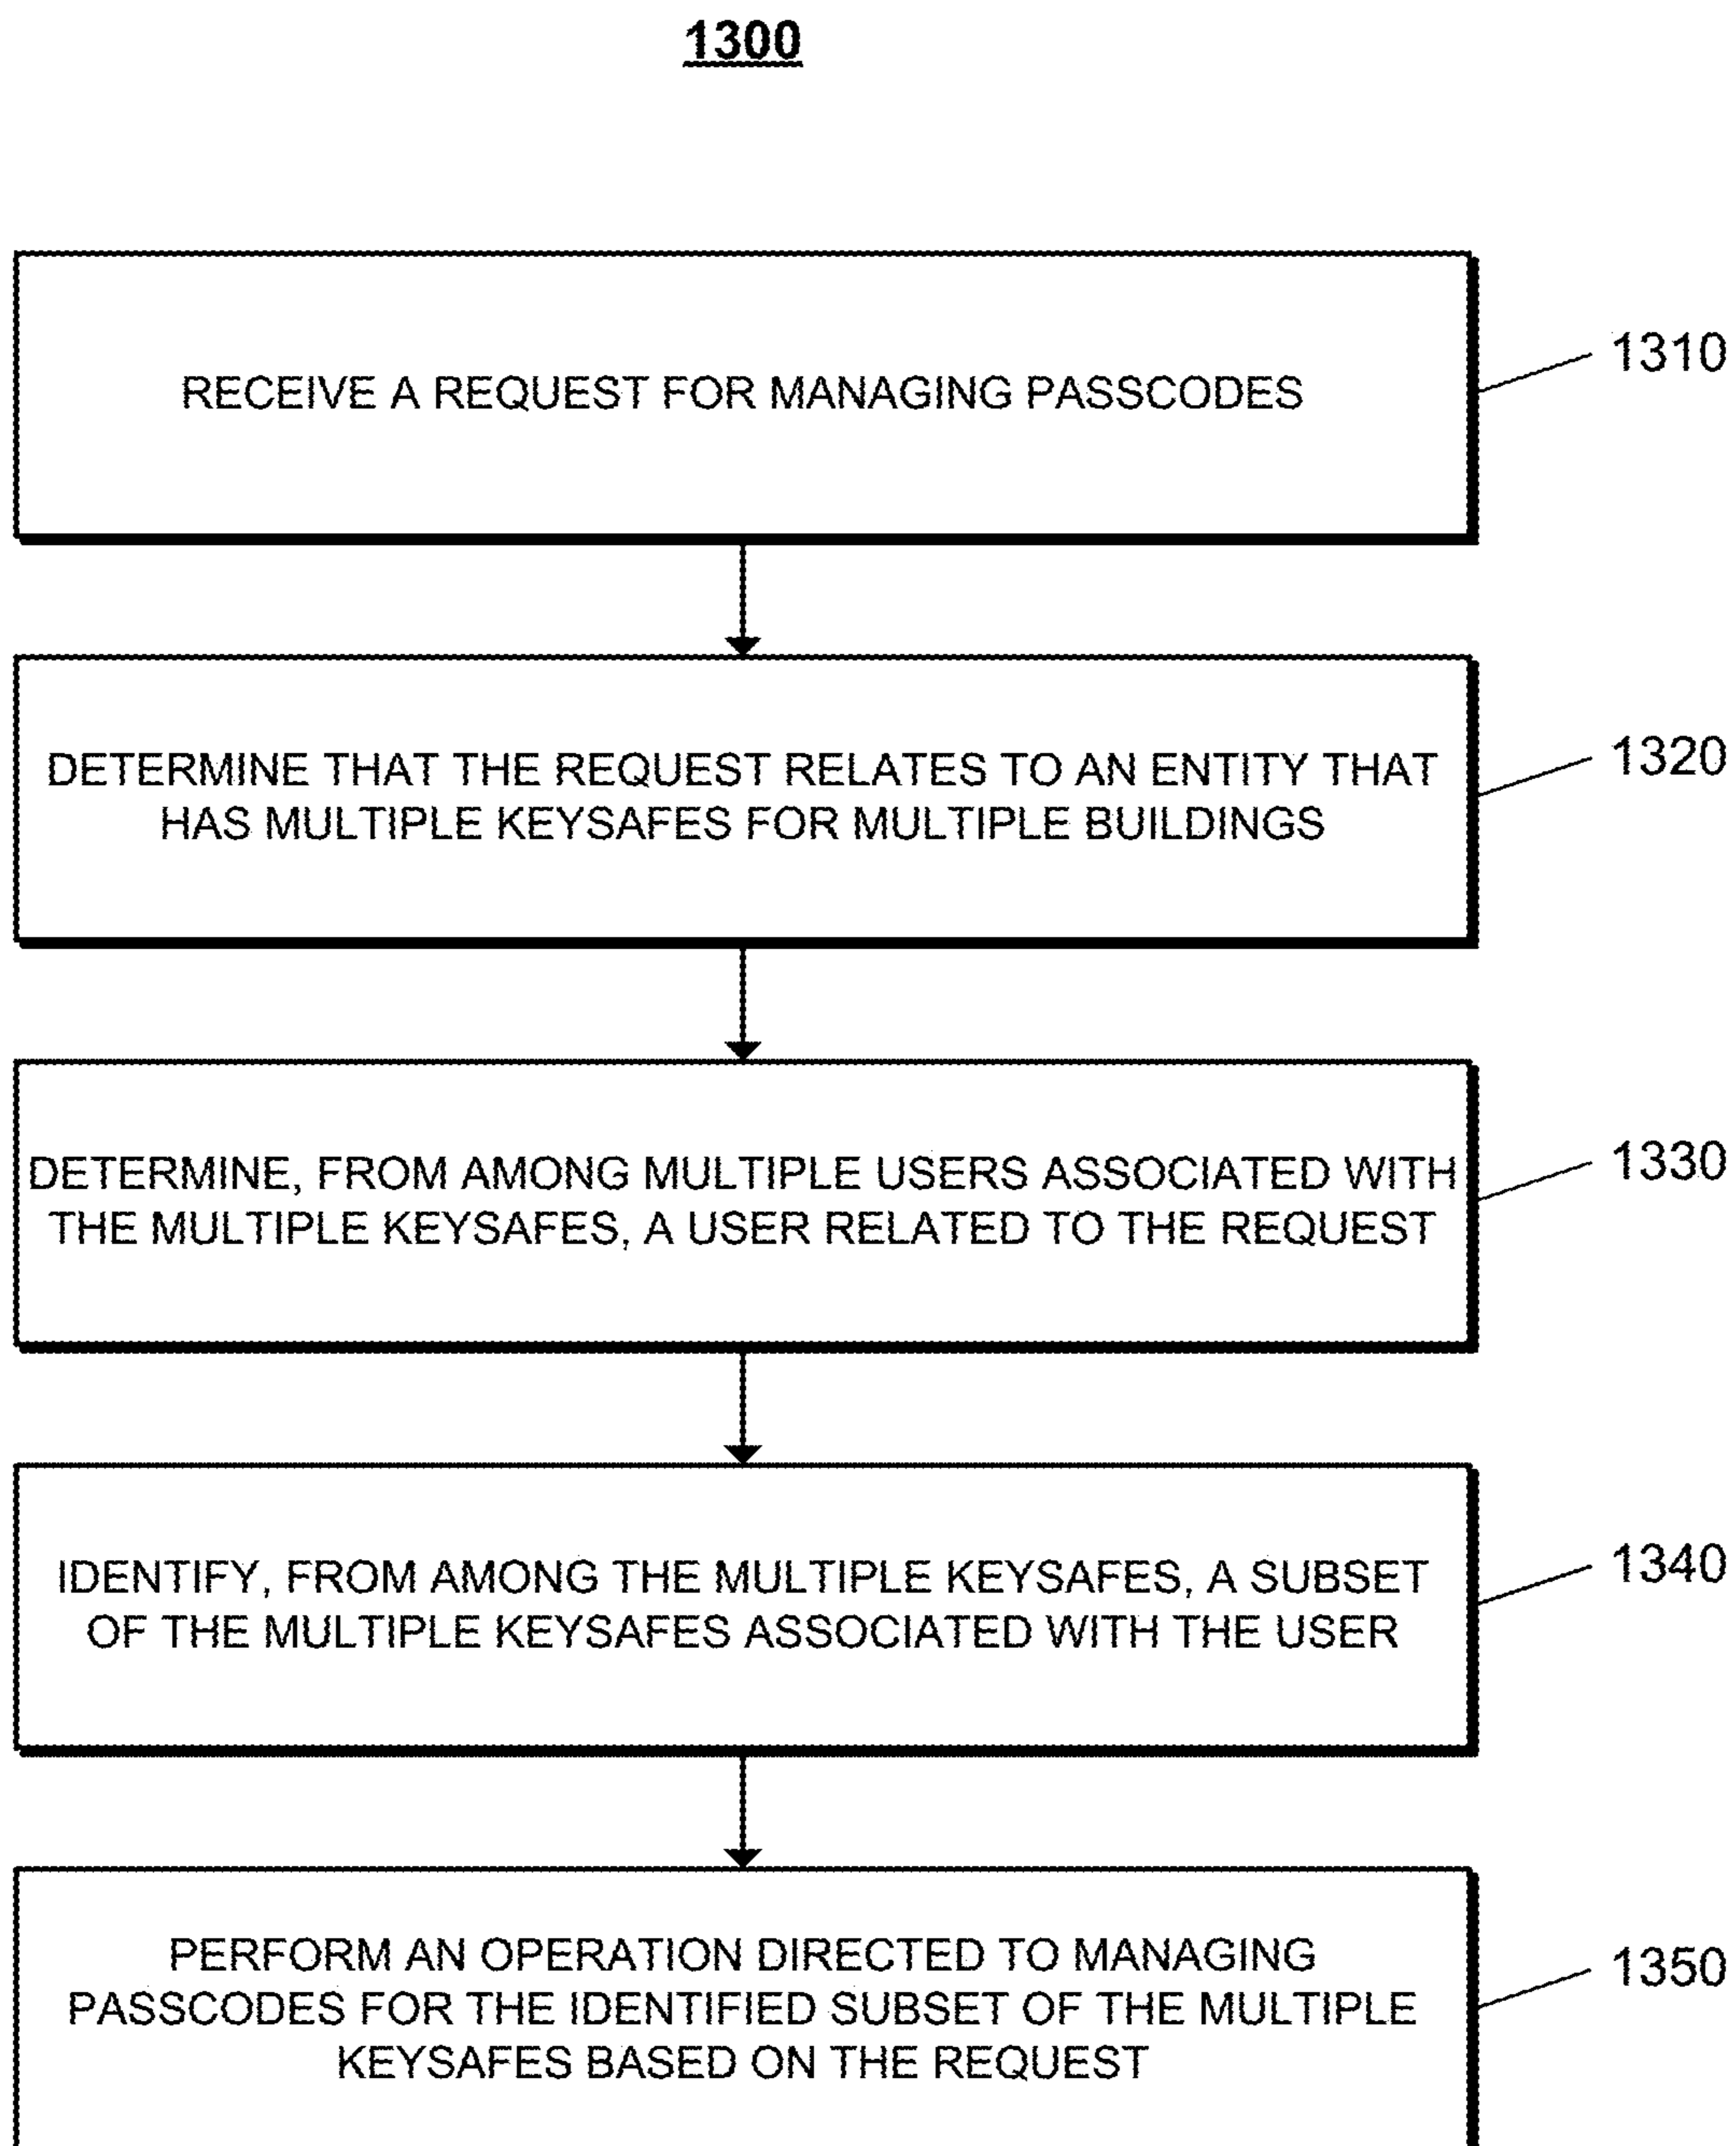 1300
RECEIVE A REQUEST FOR MANAGING PASSCODES
1310
DETERMINE THAT THE REQUEST RELATES TO AN ENTITY THAT
HAS MULTIPLE KEYSAFES FOR MULTIPLE BUILDINGS
1320
DETERMINE, FROM AMONG MULTIPLE USERS ASSOCIATED WITH
THE MULTIPLE KEYSAFES, A USER RELATED TO THE REQUEST
1330
IDENTIFY, FROM AMONG THE MULTIPLE KEYSAFES, A SUBSET
OF THE MULTIPLE KEYSAFES ASSOCIATED WITH THE USER
1340
PERFORM AN OPERATION DIRECTED TO MANAGING
PASSCODES FOR THE IDENTIFIED SUBSET OF THE MULTIPLE
KEYSAFES BASED ON THE REQUEST
1350